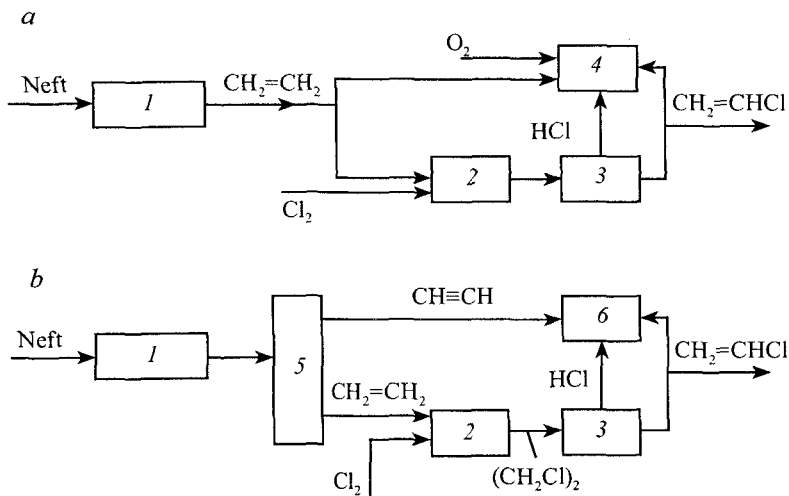 a
O₂
4
Neft
1
CH₂=CH₂
CH₂=CHCl
HCl
2
3
Cl₂
b
CH≡CH
6
Neft
1
5
CH₂=CHCl
HCl
CH₂=CH₂
2
3
Cl₂
(CH₂Cl)₂